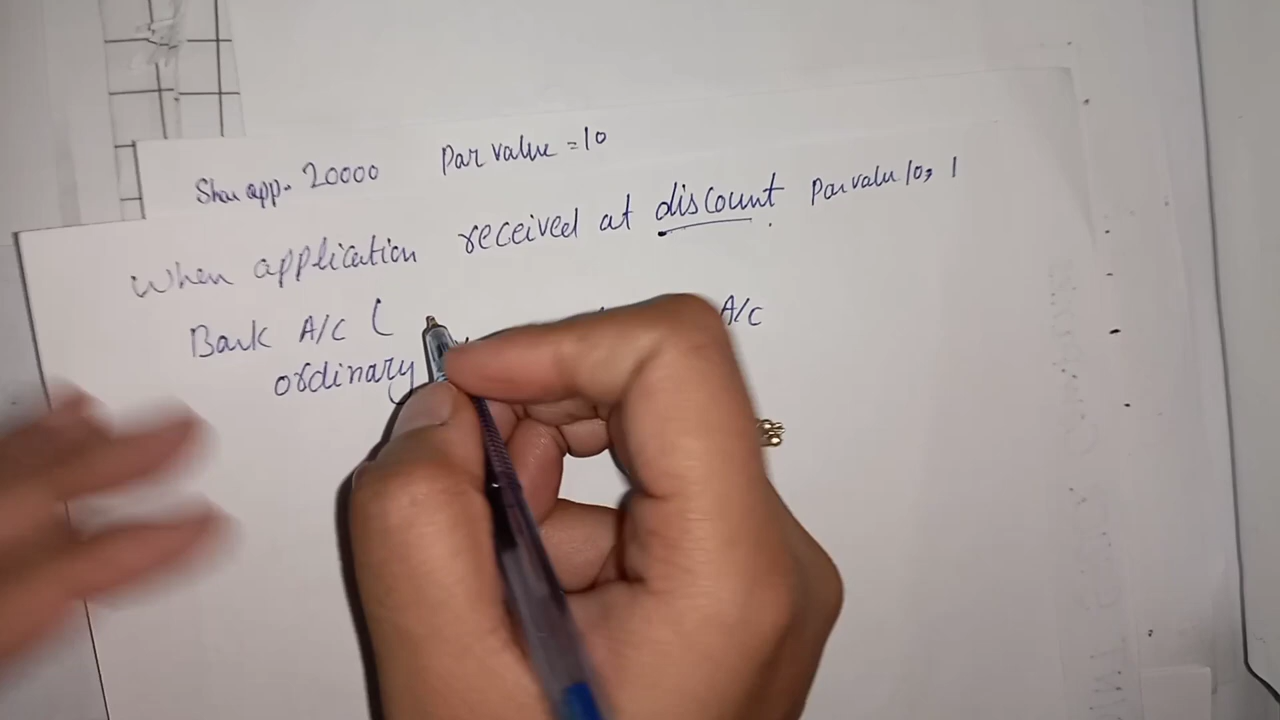 Share app. 20000 Par value = 10
When application received at discount Par value 10, 1
Bank A/C ( A/C
ordinary